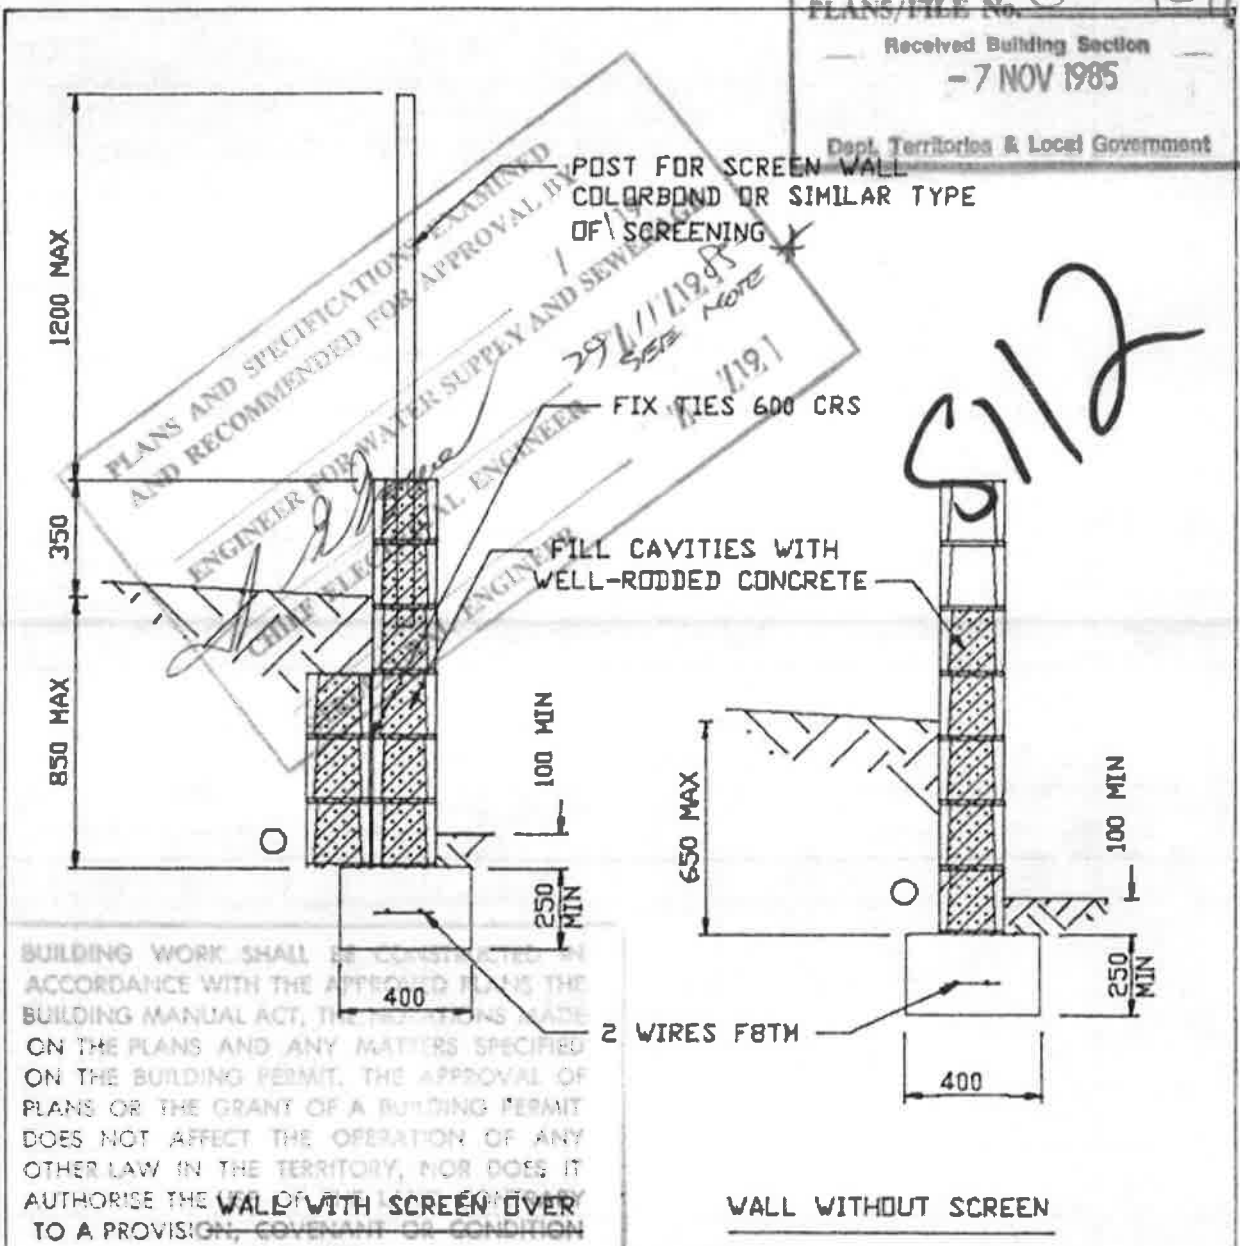 PLANS/FILE No.
Received Building Section
- 7 NOV 1985
Dept. Territories & Local Government
POST FOR SCREEN WALL
COLORBOND OR SIMILAR TYPE
OF SCREENING
PLANS AND SPECIFICATIONS EXAMINED
AND RECOMMENDED FOR APPROVAL BY
ENGINEER FOR WATER SUPPLY AND SEWERAGE
29/11/1985
SEE NOTE
CHIEF ELECTRICAL ENGINEER
ENGINEER
S112
1200 MAX
350
850 MAX
FIX TIES 600 CRS
FILL CAVITIES WITH
WELL-RODDED CONCRETE
100 MIN
250
MIN
400
650 MAX
100 MIN
250
MIN
400
2 WIRES F8TM
BUILDING WORK SHALL BE CONSTRUCTED IN
ACCORDANCE WITH THE APPROVED PLANS THE
BUILDING MANUAL ACT, THE NOTATIONS MADE
ON THE PLANS AND ANY MATTERS SPECIFIED
ON THE BUILDING PERMIT. THE APPROVAL OF
PLANS OR THE GRANT OF A BUILDING PERMIT
DOES NOT AFFECT THE OPERATION OF ANY
OTHER LAW IN THE TERRITORY, NOR DOES IT
AUTHORISE THE USE OF
TO A PROVISION, COVENANT OR CONDITION
WALL WITH SCREEN OVER
WALL WITHOUT SCREEN